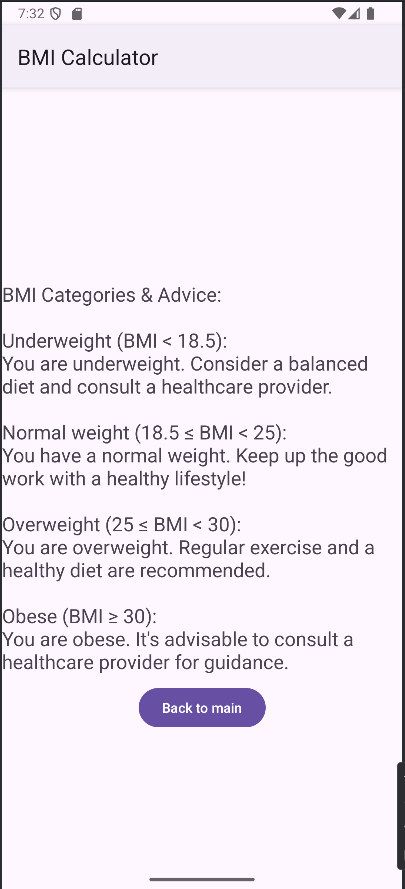 7:32
BMI Calculator
BMI Categories & Advice:
Underweight (BMI < 18.5):
You are underweight. Consider a balanced
diet and consult a healthcare provider.
Normal weight (18.5 ≤ BMI < 25):
You have a normal weight. Keep up the good
work with a healthy lifestyle!
Overweight (25 ≤ BMI < 30):
You are overweight. Regular exercise and a
healthy diet are recommended.
Obese (BMI ≥ 30):
You are obese. It's advisable to consult a
healthcare provider for guidance.
Back to main